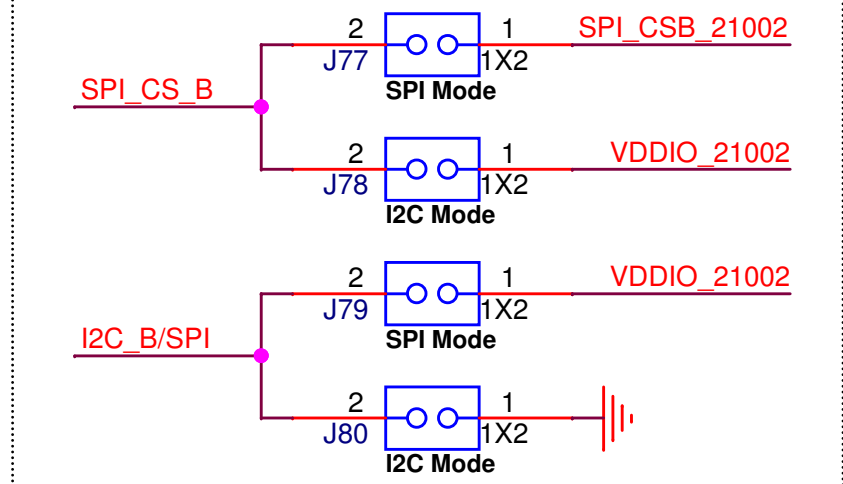 2 1 SPI_CSB_21002
J77 1X2
SPI Mode
SPI_CS_B
2 1 VDDIO_21002
J78 1X2
I2C Mode
2 1 VDDIO_21002
J79 1X2
SPI Mode
I2C_B/SPI
2 1
J80 1X2
I2C Mode